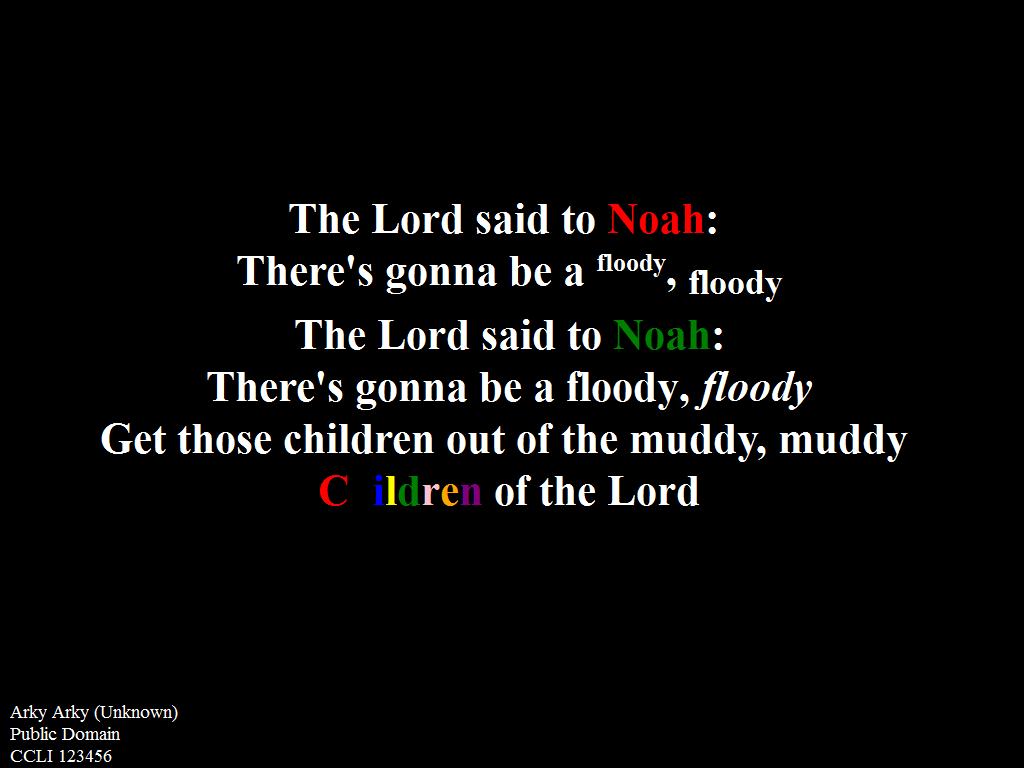 The Lord said to Noah:
There's gonna be a floody, floody
The Lord said to Noah:
There's gonna be a floody, floody
Get those children out of the muddy, muddy
C ildren of the Lord
Arky Arky (Unknown)
Public Domain
CCLI 123456